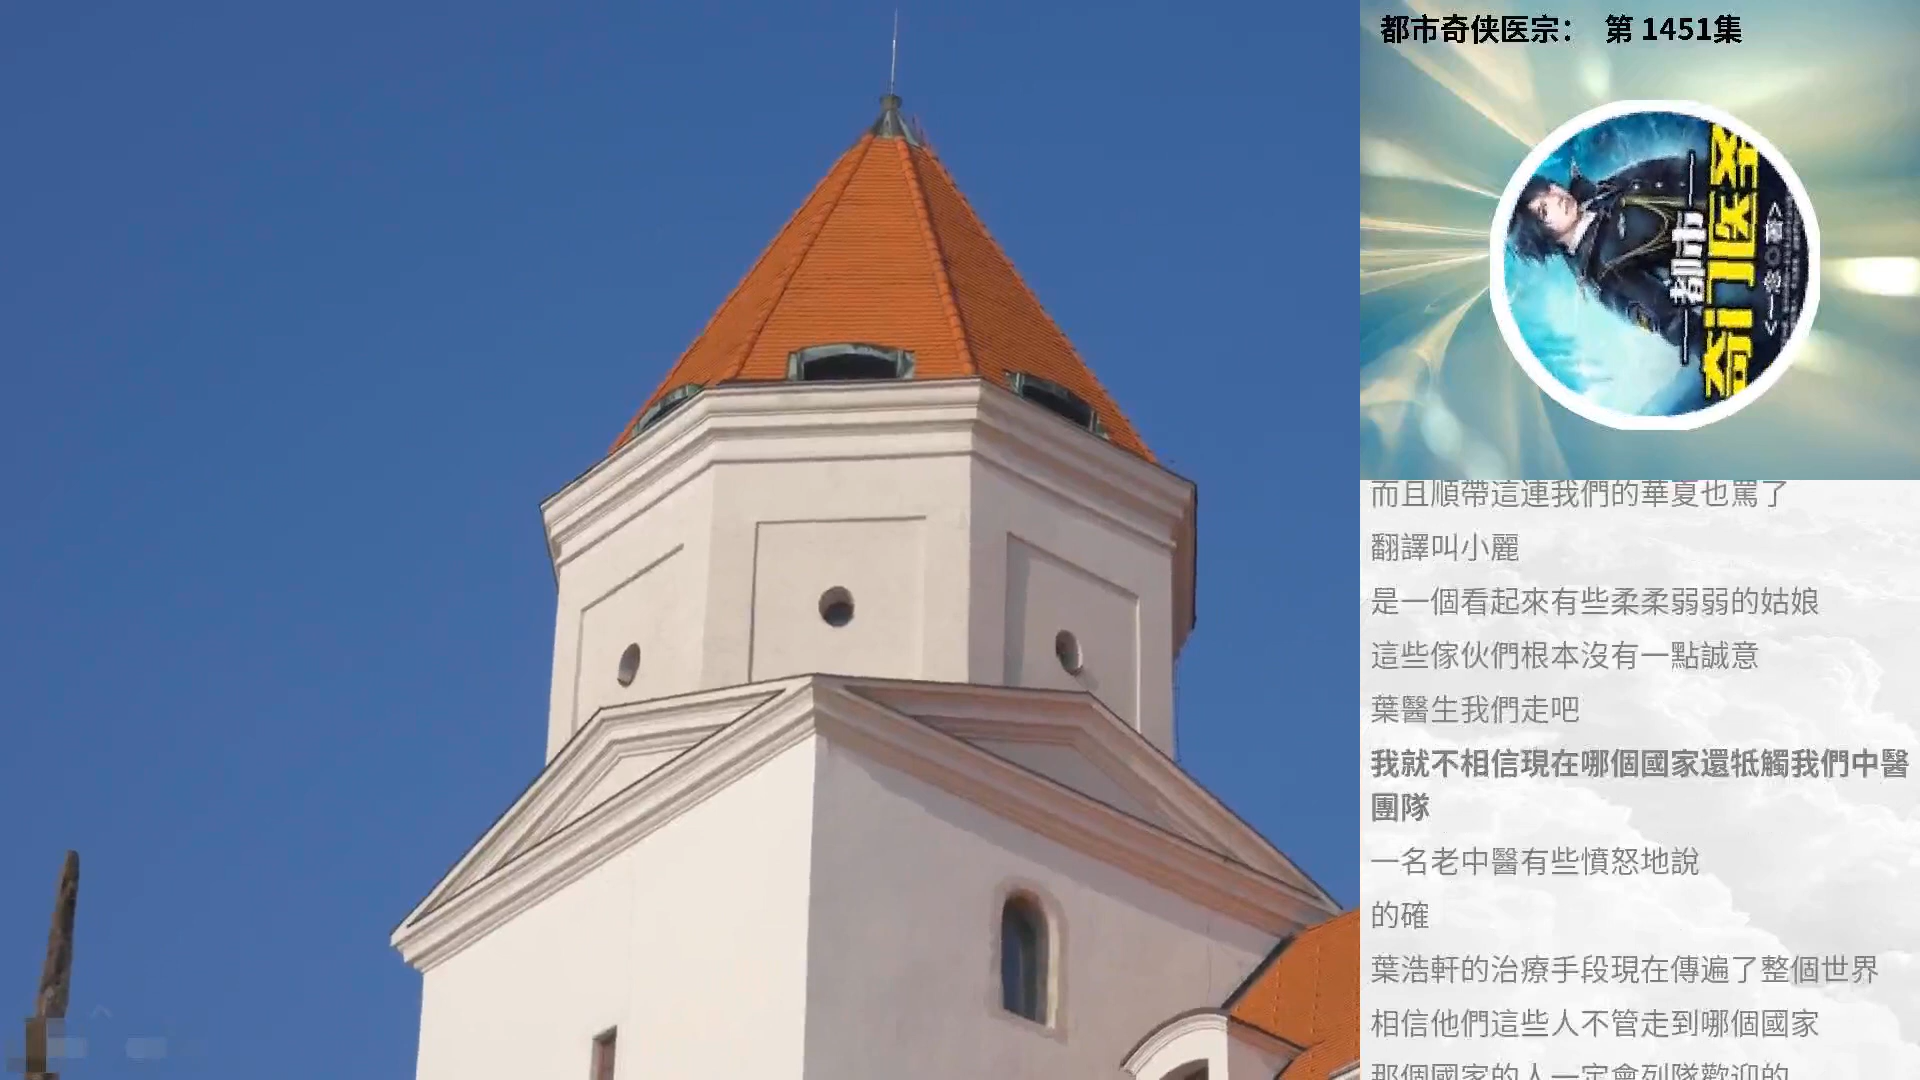 都市奇侠医宗： 第 1451集
都市
奇门医圣
而且順帶這連我們的華夏也罵了
翻譯叫小麗
是一個看起來有些柔柔弱弱的姑娘
這些傢伙們根本沒有一點誠意
葉醫生我們走吧
我就不相信現在哪個國家還牴觸我們中醫
團隊
一名老中醫有些憤怒地說
的確
葉浩軒的治療手段現在傳遍了整個世界
相信他們這些人不管走到哪個國家
那個國家的人一定會列隊歡迎的